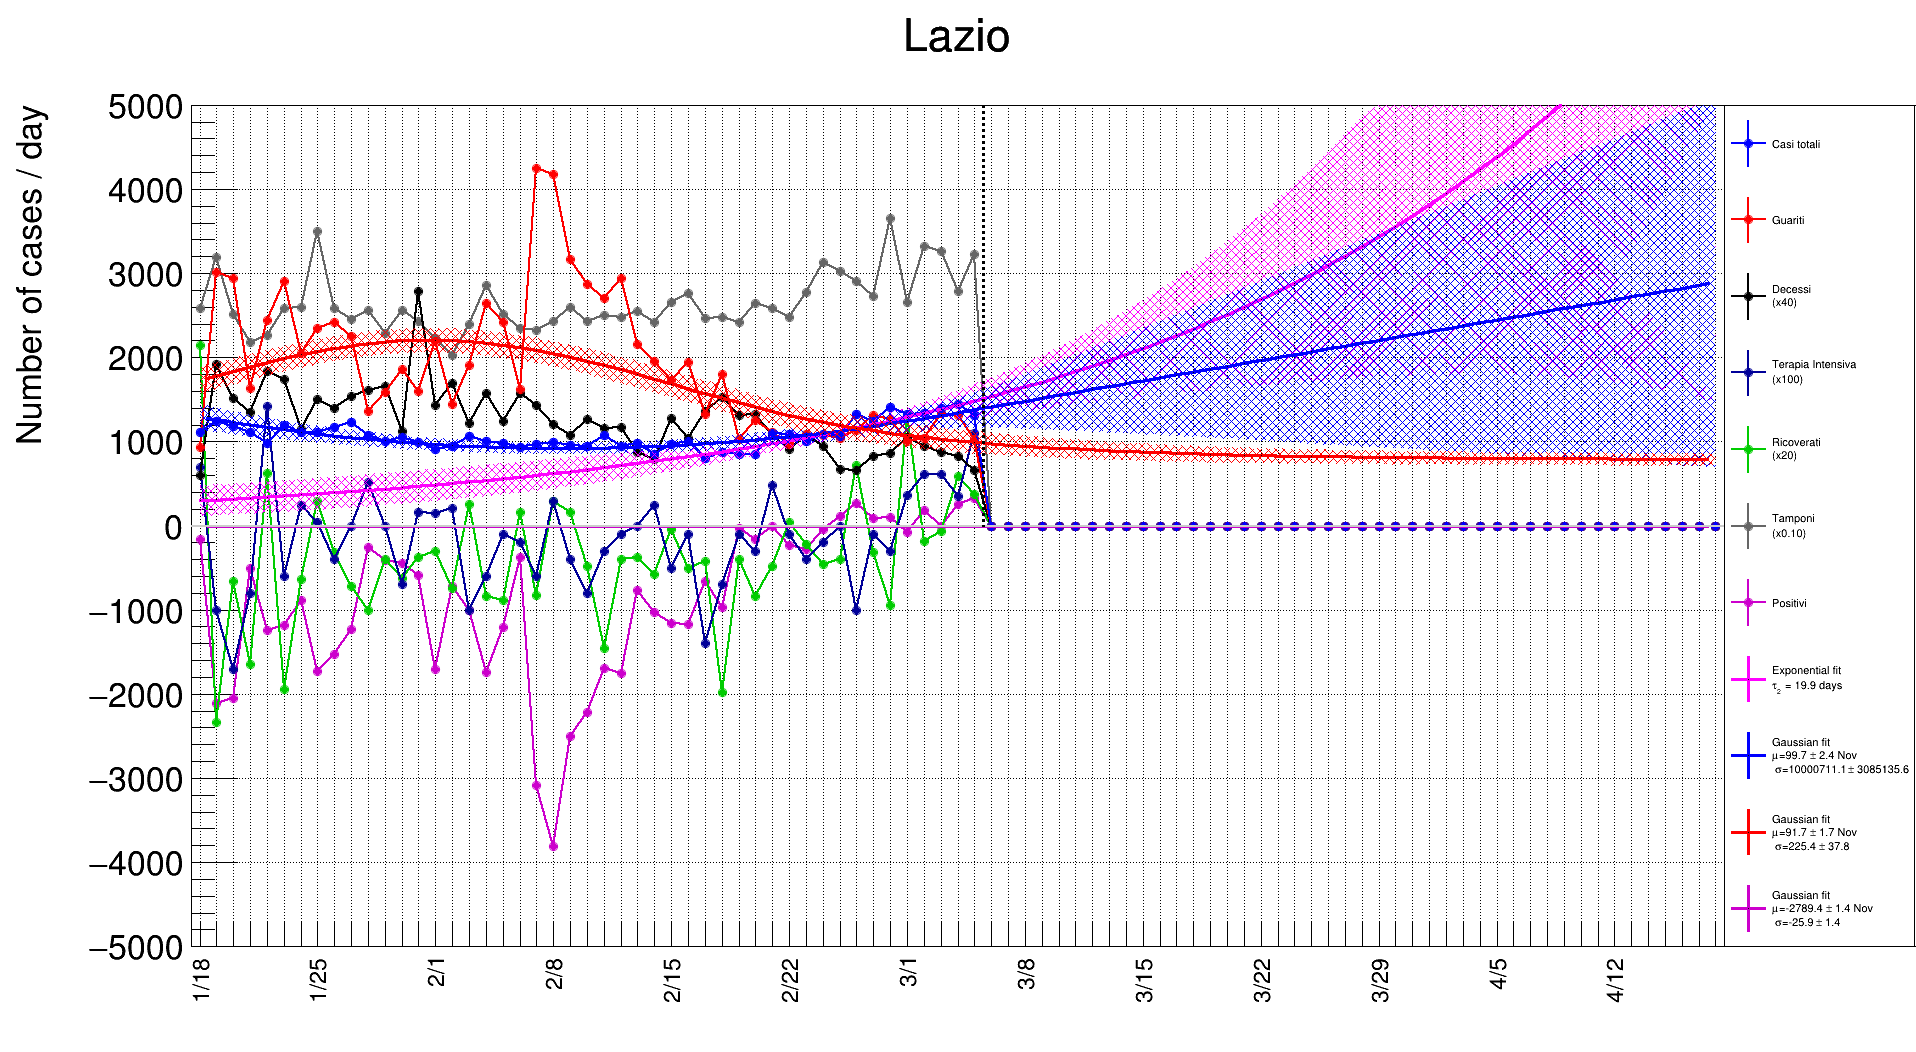 Lazio
Number of cases / day
5000
4000
3000
2000
1000
0
−1000
−2000
−3000
−4000
−5000
1/18
1/25
2/1
2/8
2/15
2/22
3/1
3/8
3/15
3/22
3/29
4/5
4/12
Casi totali
Guariti
Decessi
(x40)
Terapia Intensiva
(x100)
Ricoverati
(x20)
Tamponi
(x0.10)
Positivi
Exponential fit
τ₂ = 19.9 days
Gaussian fit
μ=99.7 ± 2.4 Nov
σ=10000711.1 ± 3085135.6
Gaussian fit
μ=91.7 ± 1.7 Nov
σ=225.4 ± 37.8
Gaussian fit
μ=-2789.4 ± 1.4 Nov
σ=-25.9 ± 1.4